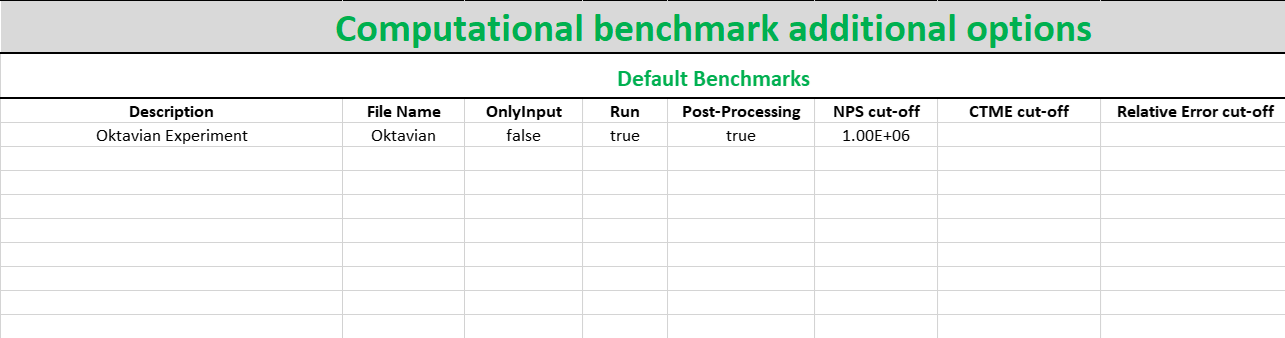 Computational benchmark additional options
Default Benchmarks
Description File Name OnlyInput Run Post-Processing NPS cut-off CTME cut-off Relative Error cut-off
Oktavian Experiment Oktavian false true true 1.00E+06